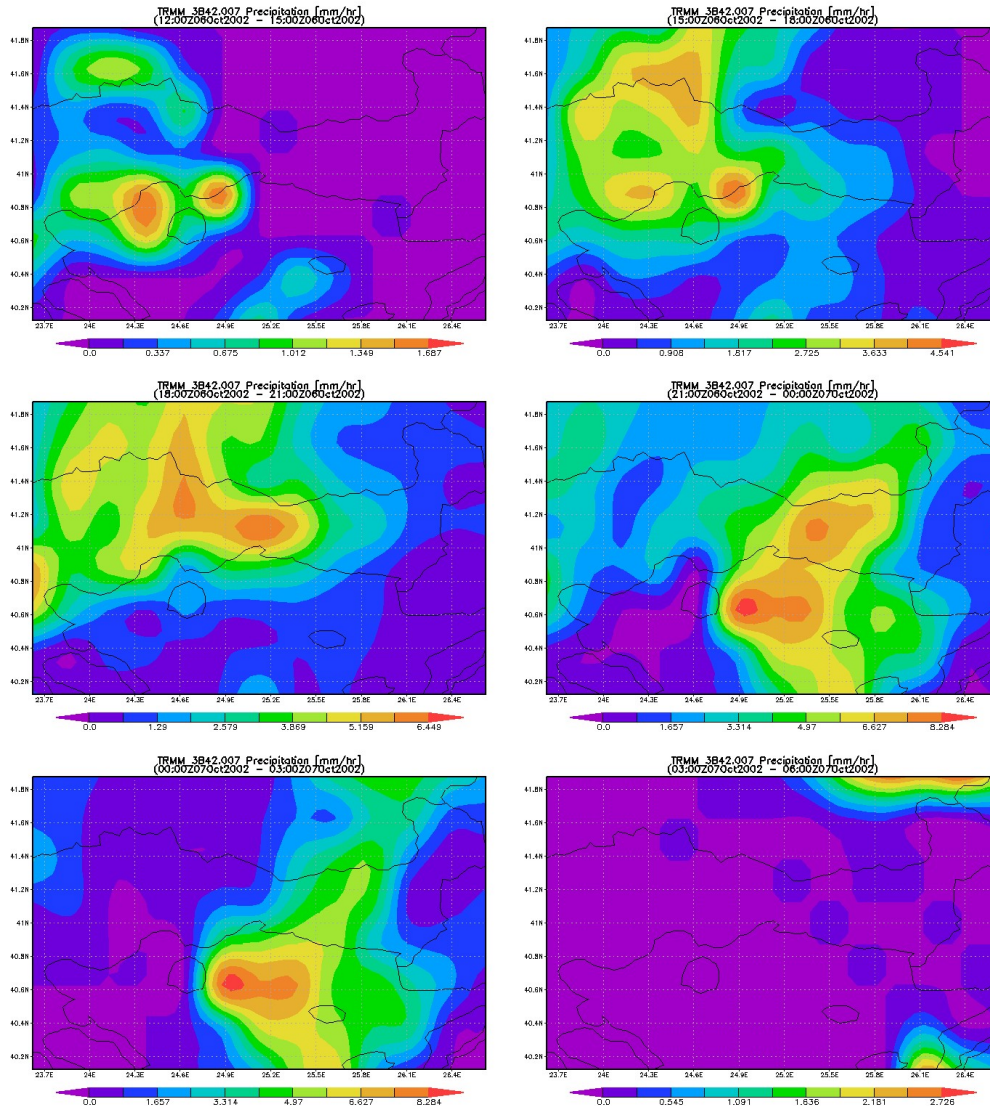 TRMM_3B42.007 Precipitation [mm/hr]
(12:00Z06Oct2002 - 15:00Z06Oct2002)
41.8N
41.6N
41.4N
41.2N
41N
40.8N
40.6N
40.4N
40.2N
23.7E 24E 24.3E 24.6E 24.9E 25.2E 25.5E 25.8E 26.1E 26.4E
0.0 0.337 0.675 1.012 1.349 1.687
TRMM_3B42.007 Precipitation [mm/hr]
(15:00Z06Oct2002 - 18:00Z06Oct2002)
41.8N
41.6N
41.4N
41.2N
41N
40.8N
40.6N
40.4N
40.2N
23.7E 24E 24.3E 24.6E 24.9E 25.2E 25.5E 25.8E 26.1E 26.4E
0.0 0.908 1.817 2.725 3.633 4.541
TRMM_3B42.007 Precipitation [mm/hr]
(18:00Z06Oct2002 - 21:00Z06Oct2002)
41.8N
41.6N
41.4N
41.2N
41N
40.8N
40.6N
40.4N
40.2N
23.7E 24E 24.3E 24.6E 24.9E 25.2E 25.5E 25.8E 26.1E 26.4E
0.0 1.29 2.579 3.869 5.159 6.449
TRMM_3B42.007 Precipitation [mm/hr]
(21:00Z06Oct2002 - 00:00Z07Oct2002)
41.8N
41.6N
41.4N
41.2N
41N
40.8N
40.6N
40.4N
40.2N
23.7E 24E 24.3E 24.6E 24.9E 25.2E 25.5E 25.8E 26.1E 26.4E
0.0 1.657 3.314 4.97 6.627 8.284
TRMM_3B42.007 Precipitation [mm/hr]
(00:00Z07Oct2002 - 03:00Z07Oct2002)
41.8N
41.6N
41.4N
41.2N
41N
40.8N
40.6N
40.4N
40.2N
23.7E 24E 24.3E 24.6E 24.9E 25.2E 25.5E 25.8E 26.1E 26.4E
0.0 1.657 3.314 4.97 6.627 8.284
TRMM_3B42.007 Precipitation [mm/hr]
(03:00Z07Oct2002 - 06:00Z07Oct2002)
41.8N
41.6N
41.4N
41.2N
41N
40.8N
40.6N
40.4N
40.2N
23.7E 24E 24.3E 24.6E 24.9E 25.2E 25.5E 25.8E 26.1E 26.4E
0.0 0.545 1.091 1.636 2.181 2.726